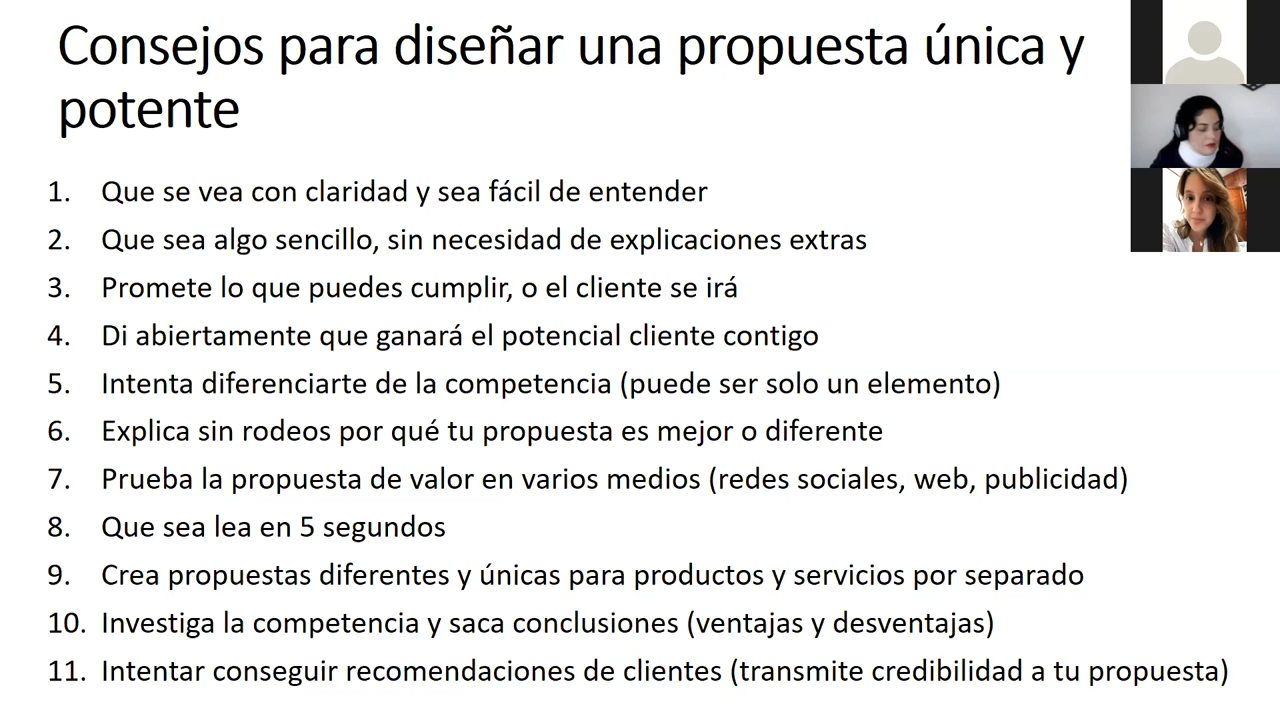 Consejos para diseñar una propuesta única y
potente
1. Que se vea con claridad y sea fácil de entender
2. Que sea algo sencillo, sin necesidad de explicaciones extras
3. Promete lo que puedes cumplir, o el cliente se irá
4. Di abiertamente que ganará el potencial cliente contigo
5. Intenta diferenciarte de la competencia (puede ser solo un elemento)
6. Explica sin rodeos por qué tu propuesta es mejor o diferente
7. Prueba la propuesta de valor en varios medios (redes sociales, web, publicidad)
8. Que sea lea en 5 segundos
9. Crea propuestas diferentes y únicas para productos y servicios por separado
10. Investiga la competencia y saca conclusiones (ventajas y desventajas)
11. Intentar conseguir recomendaciones de clientes (transmite credibilidad a tu propuesta)